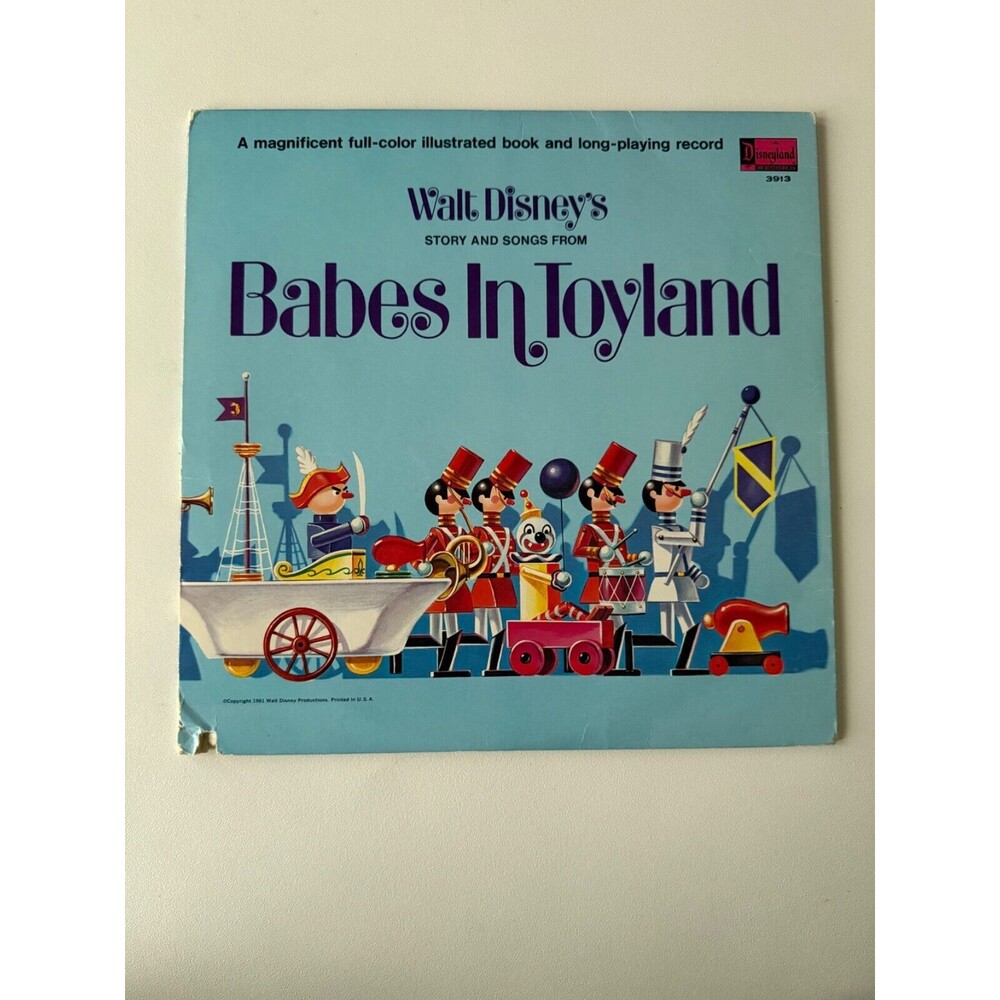 A magnificent full-color illustrated book and long-playing record
Disneyland
3913
Walt Disney's
STORY AND SONGS FROM
Babes In Toyland
3
©Copyright 1961 Walt Disney Productions. Printed in U.S.A.